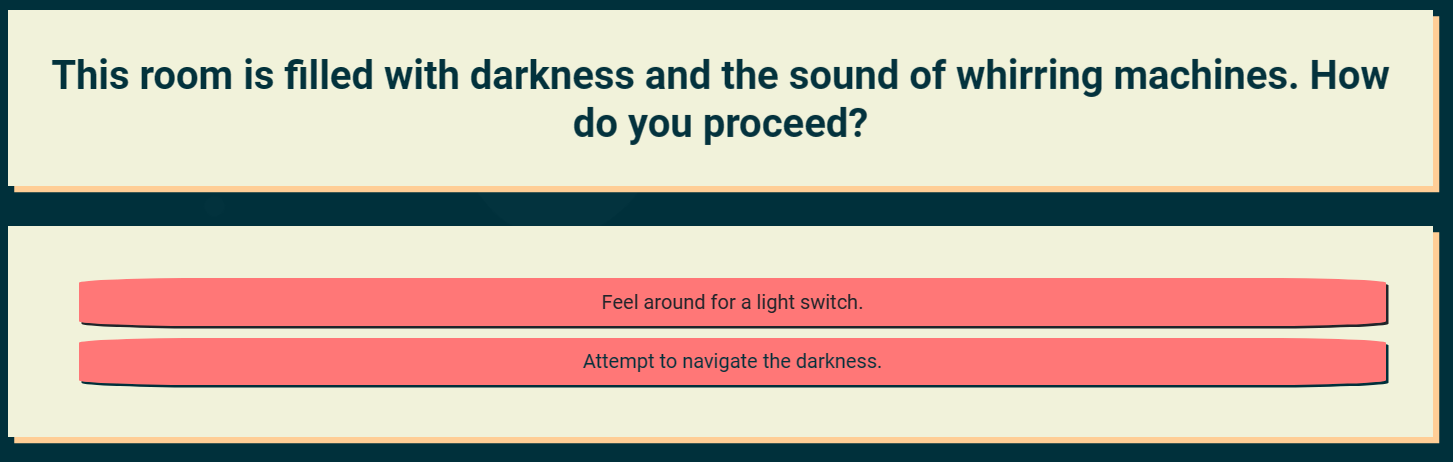 This room is filled with darkness and the sound of whirring machines. How
do you proceed?
Feel around for a light switch.
Attempt to navigate the darkness.